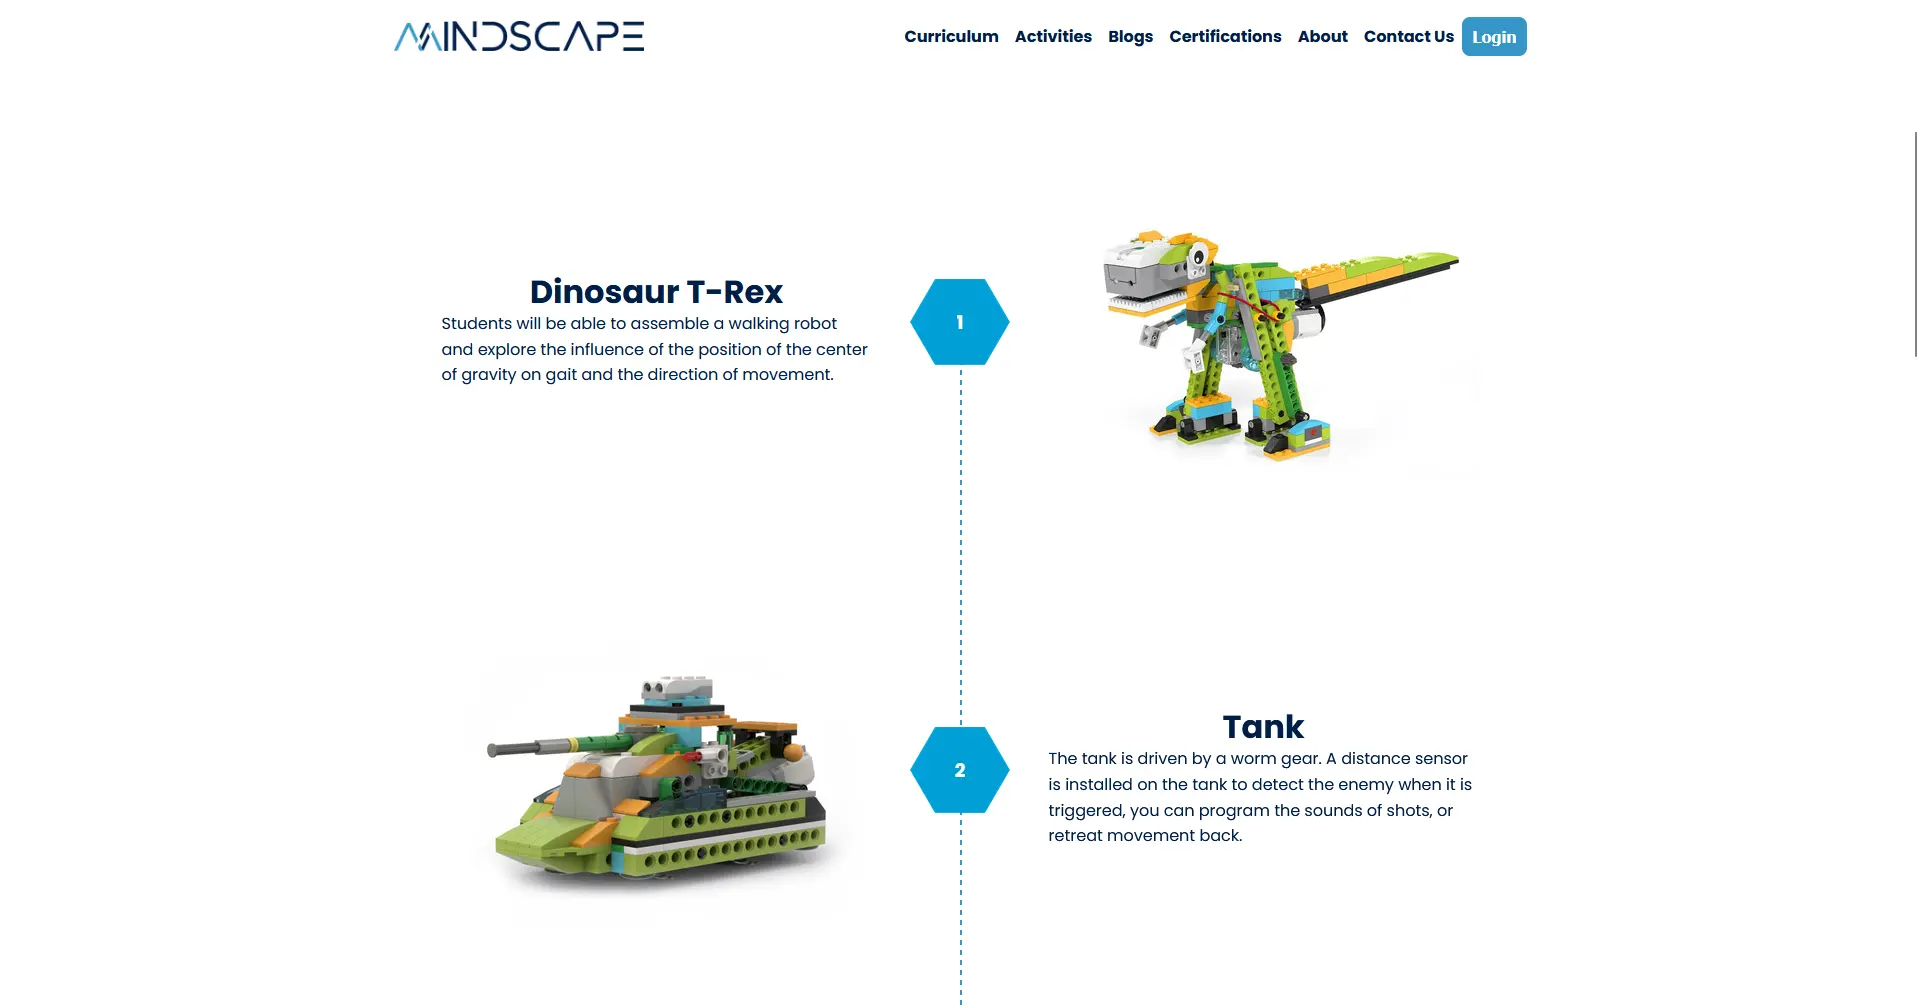 MINDSCAPE
Curriculum Activities Blogs Certifications About Contact Us Login
Dinosaur T-Rex
Students will be able to assemble a walking robot
and explore the influence of the position of the center
of gravity on gait and the direction of movement.
1
2
Tank
The tank is driven by a worm gear. A distance sensor
is installed on the tank to detect the enemy when it is
triggered, you can program the sounds of shots, or
retreat movement back.